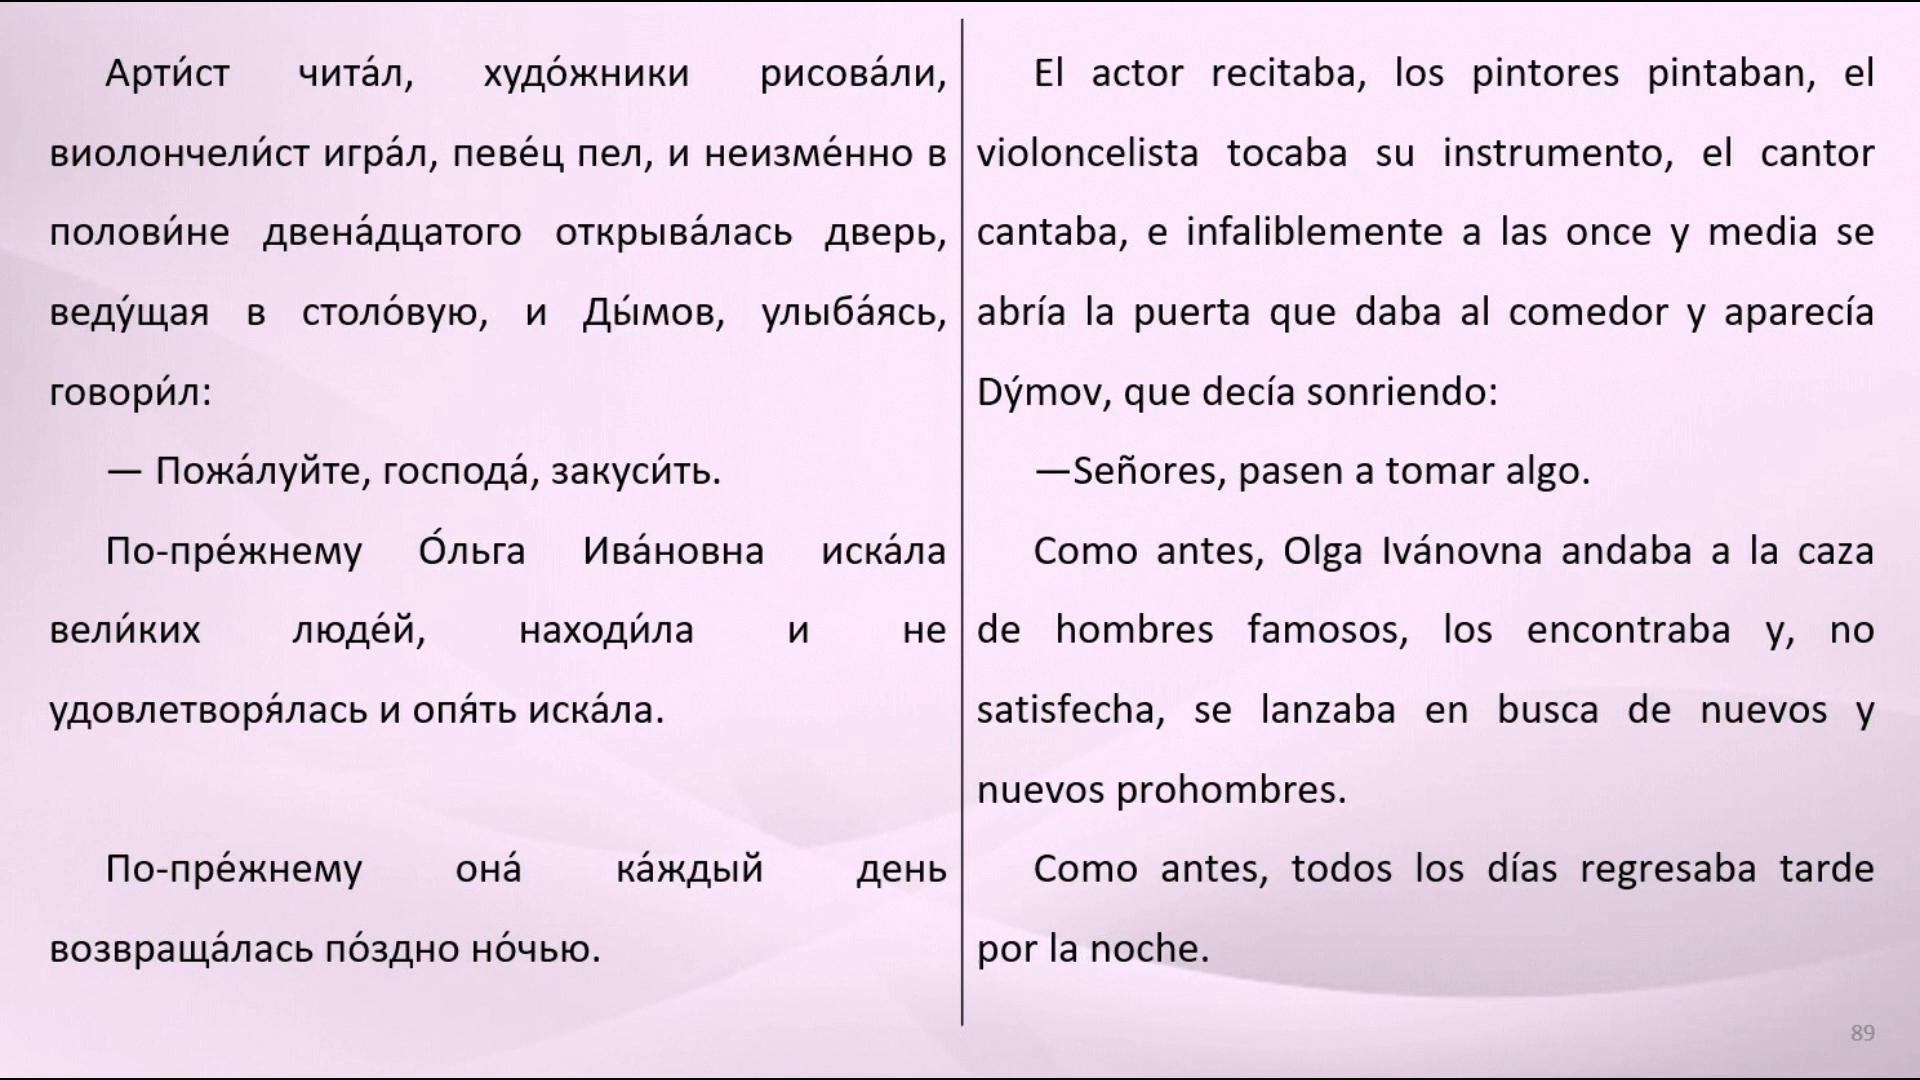 Арти́ст чита́л, худо́жники рисова́ли,
виолончели́ст игра́л, певе́ц пел, и неизме́нно в
полови́не двена́дцатого открыва́лась дверь,
веду́щая в столо́вую, и Ды́мов, улыба́ясь,
говори́л:
— Пожа́луйте, господа́, закуси́ть.
По-пре́жнему О́льга Ива́новна иска́ла
вели́ких люде́й, находи́ла и не
удовлетворя́лась и опя́ть иска́ла.
По-пре́жнему она́ ка́ждый день
возвраща́лась по́здно но́чью.
El actor recitaba, los pintores pintaban, el
violoncelista tocaba su instrumento, el cantor
cantaba, e infaliblemente a las once y media se
abría la puerta que daba al comedor y aparecía
Dýmov, que decía sonriendo:
—Señores, pasen a tomar algo.
Como antes, Olga Ivánovna andaba a la caza
de hombres famosos, los encontraba y, no
satisfecha, se lanzaba en busca de nuevos y
nuevos prohombres.
Como antes, todos los días regresaba tarde
por la noche.
89